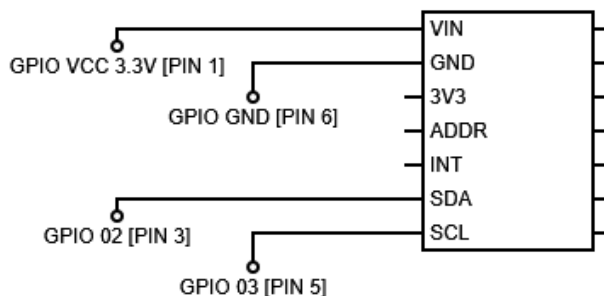 VIN
GPIO VCC 3.3V [PIN 1]
GND
GPIO GND [PIN 6]
3V3
ADDR
INT
SDA
GPIO 02 [PIN 3]
SCL
GPIO 03 [PIN 5]